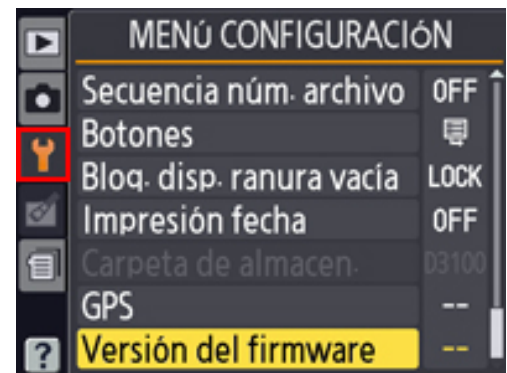 MENÚ CONFIGURACIÓN
Secuencia núm. archivo OFF
Botones
Bloq. disp. ranura vacía LOCK
Impresión fecha OFF
Carpeta de almacen. D3100
GPS --
Versión del firmware --
?